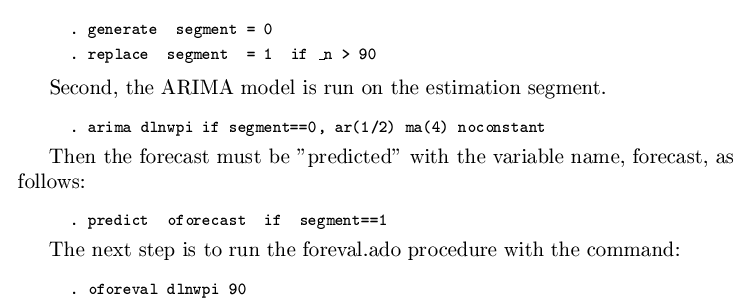 . generate segment = 0
. replace segment = 1 if _n > 90
Second, the ARIMA model is run on the estimation segment.
. arima dlnwpi if segment==0, ar(1/2) ma(4) noconstant
Then the forecast must be "predicted" with the variable name, forecast, as
follows:
. predict oforecast if segment==1
The next step is to run the foreval.ado procedure with the command:
. oforeval dlnwpi 90